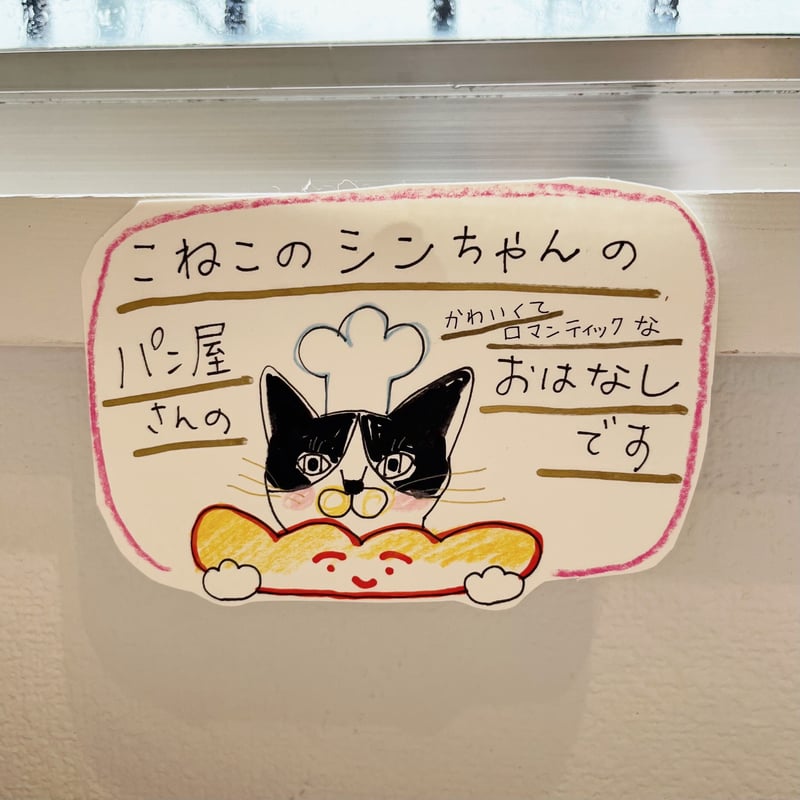 こねこのシンちゃんの
パン屋
さんの
かわいくて
ロマンティックな
おはなし
です